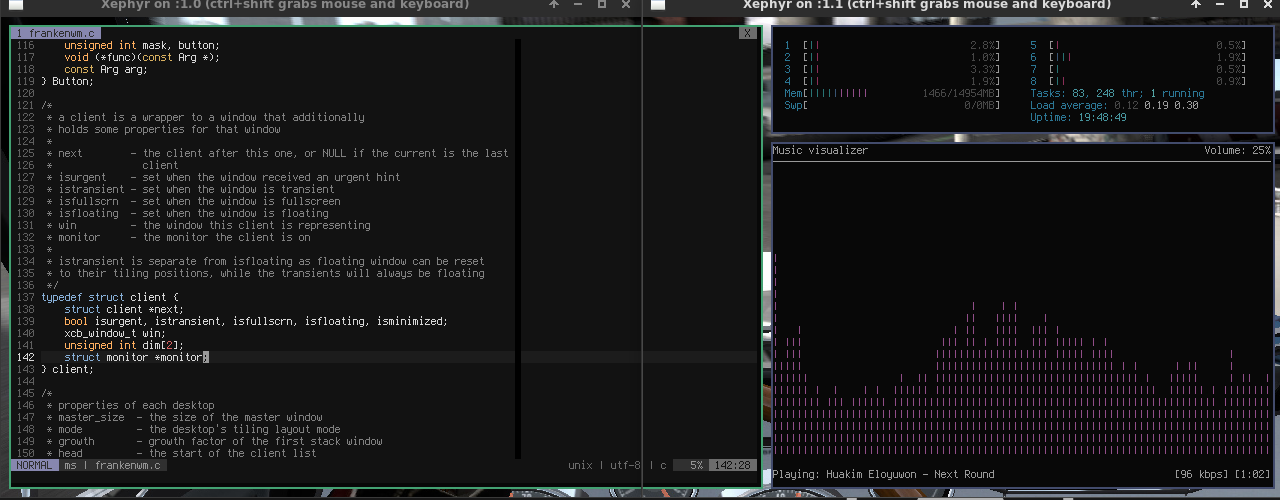 Xephyr on :1.0 (ctrl+shift grabs mouse and keyboard)
Xephyr on :1.1 (ctrl+shift grabs mouse and keyboard)
1 frankenwm.c X
116 unsigned int mask, button;
117 void (*func)(const Arg *);
118 const Arg arg;
119 } Button;
120
121 /*
122 * a client is a wrapper to a window that additionally
123 * holds some properties for that window
124 *
125 * next - the client after this one, or NULL if the current is the last
126 * client
127 * isurgent - set when the window received an urgent hint
128 * istransient - set when the window is transient
129 * isfullscrn - set when the window is fullscreen
130 * isfloating - set when the window is floating
131 * win - the window this client is representing
132 * monitor - the monitor the client is on
133 *
134 * istransient is separate from isfloating as floating window can be reset
135 * to their tiling positions, while the transients will always be floating
136 */
137 typedef struct client {
138 struct client *next;
139 bool isurgent, istransient, isfullscrn, isfloating, isminimized;
140 xcb_window_t win;
141 unsigned int dim[2];
142 struct monitor *monitor;
143 } client;
144
145 /*
146 * properties of each desktop
147 * master_size - the size of the master window
148 * mode - the desktop's tiling layout mode
149 * growth - growth factor of the first stack window
150 * head - the start of the client list
NORMAL ms | frankenwm.c unix | utf-8 | c 5% 142:28
1 [|| 2.8%] 5 [| 0.5%]
2 [|| 1.0%] 6 [||| 1.9%]
3 [|| 3.3%] 7 [| 0.5%]
4 [|| 1.9%] 8 [|| 0.9%]
Mem[|||||||||| 1466/14954MB] Tasks: 83, 248 thr; 1 running
Swp[ 0/0MB] Load average: 0.12 0.19 0.30
Uptime: 19:48:49
Music visualizer Volume: 25%
Playing: Huakim Eloyuwon - Next Round [96 kbps] [1:02]